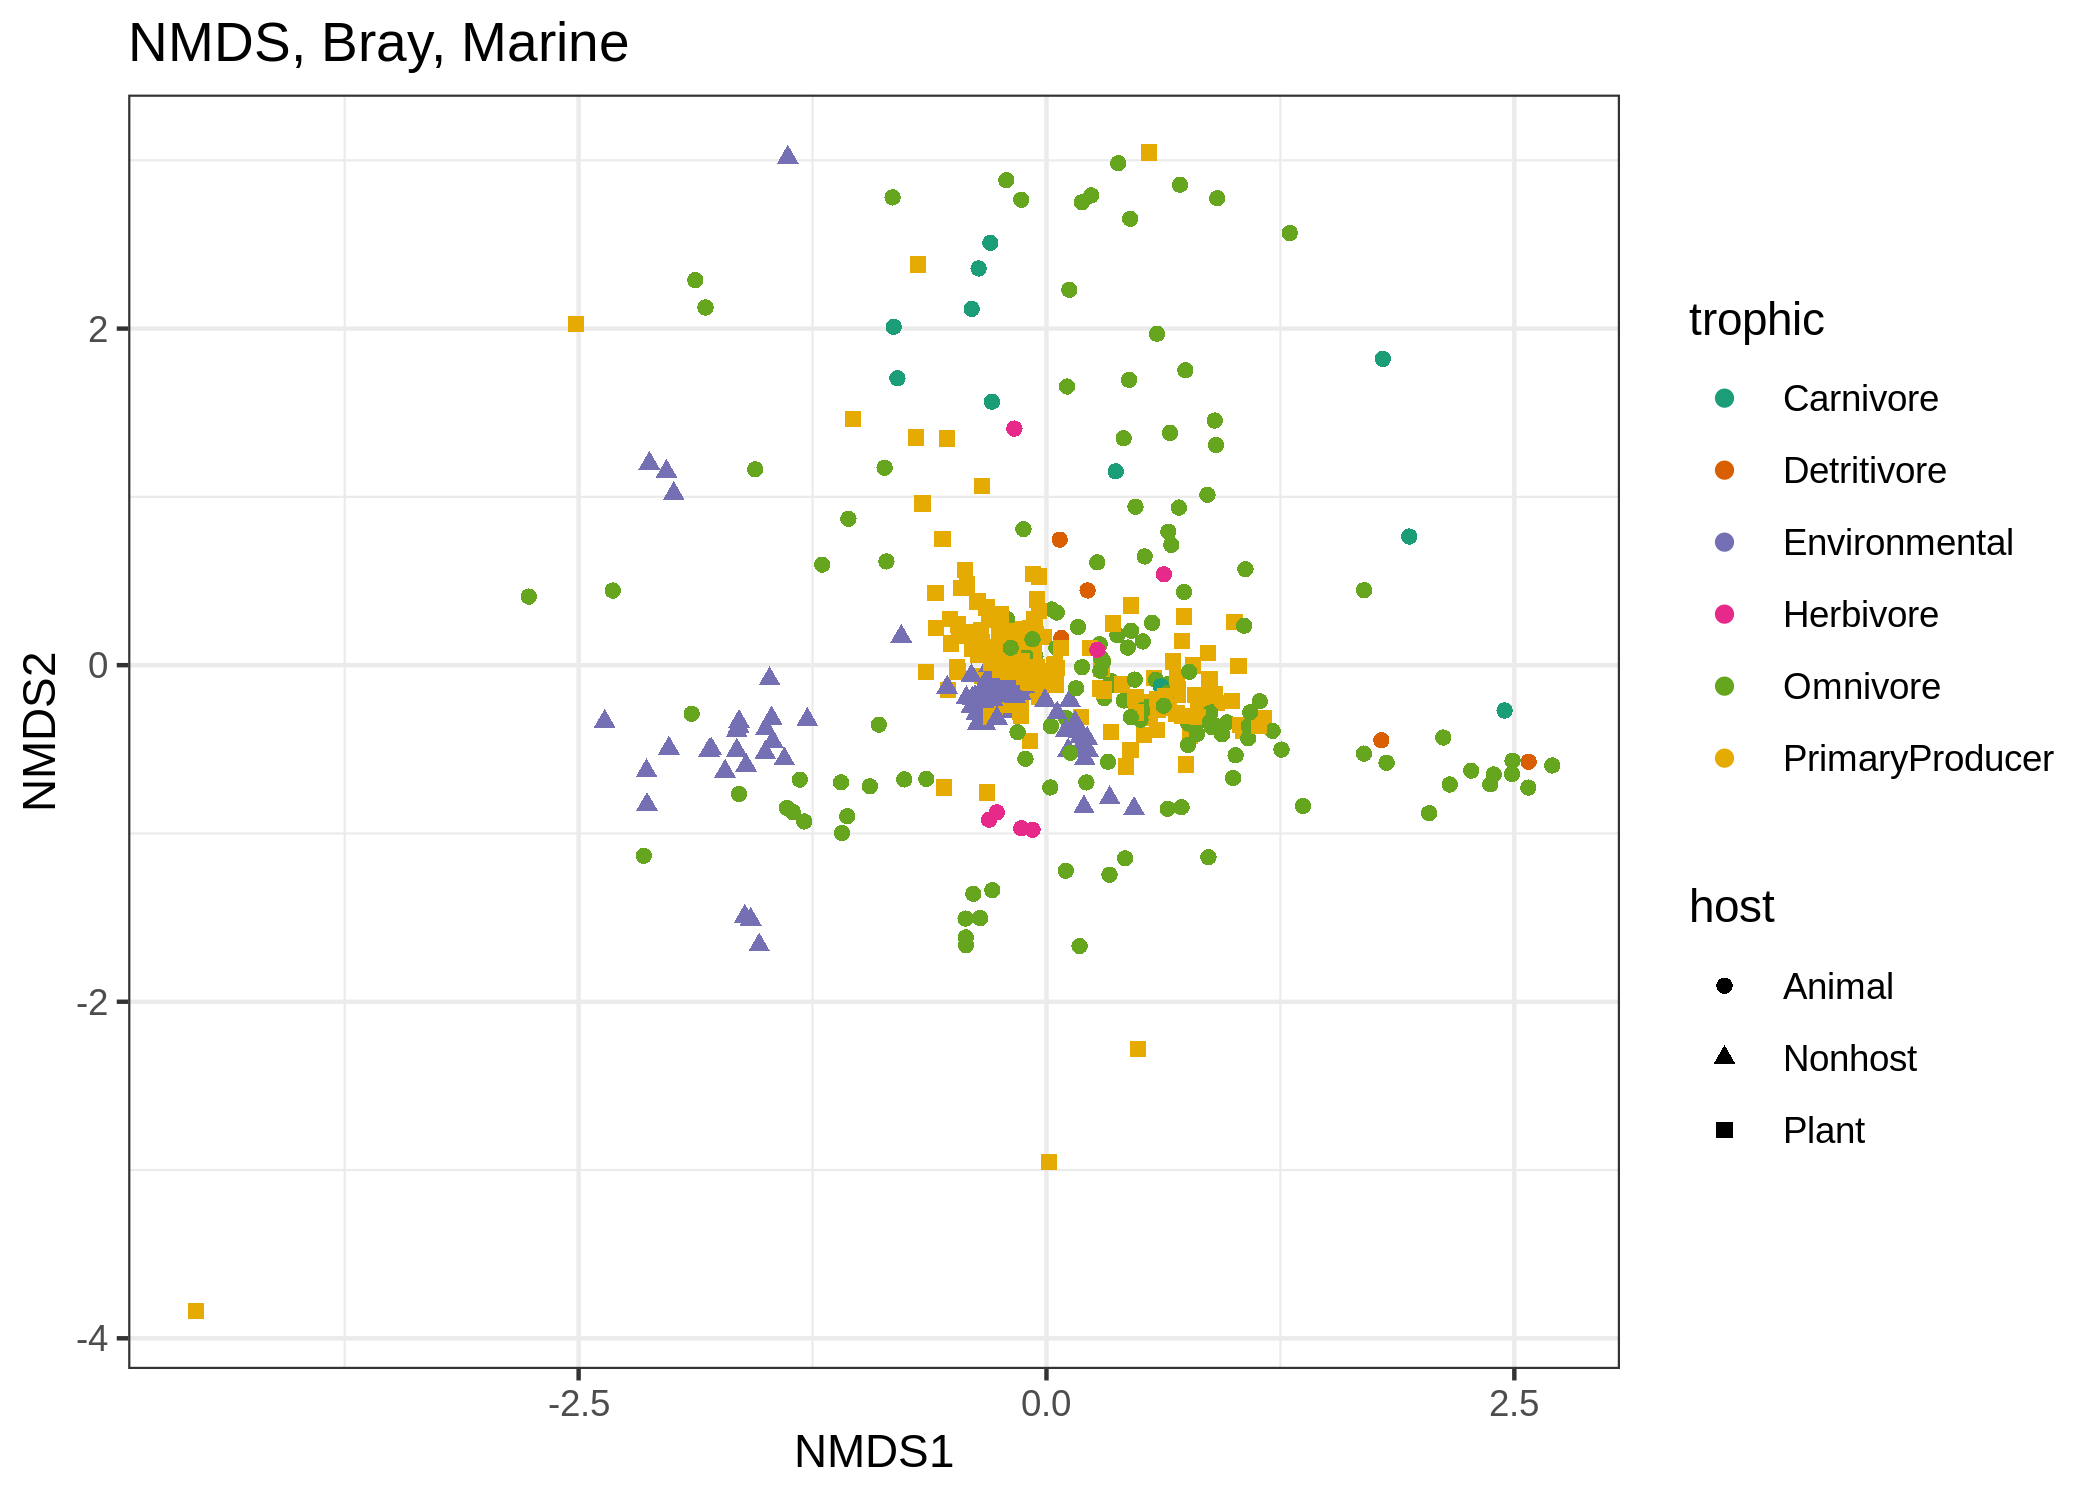 NMDS, Bray, Marine
NMDS2
2
0
-2
-4
-2.5
0.0
2.5
NMDS1
trophic
Carnivore
Detritivore
Environmental
Herbivore
Omnivore
PrimaryProducer
host
Animal
Nonhost
Plant